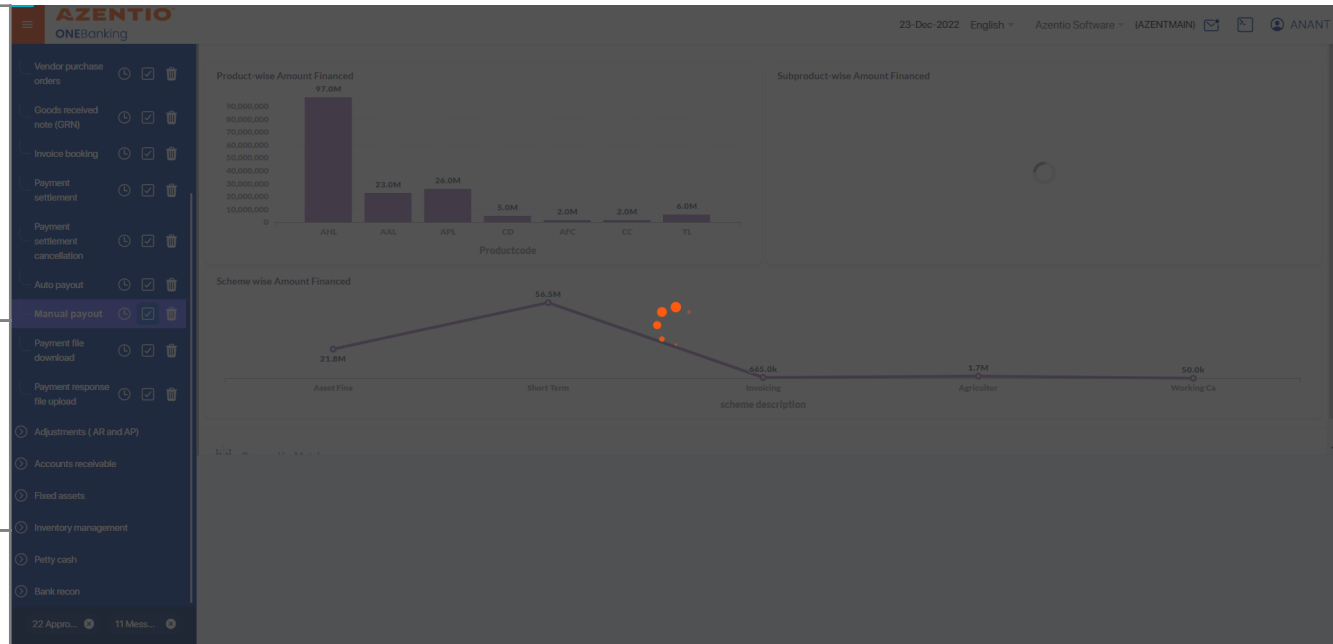 AZENTIO
ONEBanking
23-Dec-2022 English Azentio Software (AZENTMAIN) ANANT
Vendor purchase
orders
Goods received
note (GRN)
Invoice booking
Payment
settlement
Payment
settlement
cancellation
Auto payout
Manual payout
Payment file
download
Payment response
file upload
Adjustments ( AR and AP)
Accounts receivable
Fixed assets
Inventory management
Petty cash
Bank recon
22 Appro... 11 Mess...
Product-wise Amount Financed
97.0M
90,000,000
80,000,000
70,000,000
60,000,000
50,000,000
40,000,000
30,000,000
20,000,000
10,000,000
0
23.0M
26.0M
5.0M
2.0M
2.0M
6.0M
AHL AAL APL CD AFC CC TL
Productcode
Subproduct-wise Amount Financed
Scheme wise Amount Financed
56.5M
21.8M
665.0k
1.7M
50.0k
Asset Fina Short Term Invoicing Agricultur Working Ca
scheme description